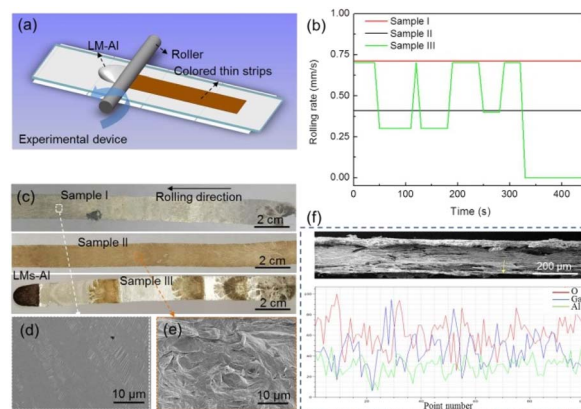 (a)
LM-Al
Roller
Colored thin strips
Experimental device
(b)
Rolling rate (mm/s)
Sample I
Sample II
Sample III
1.00
0.75
0.50
0.25
0.00
0 100 200 300 400
Time (s)
(c)
Sample I
Rolling direction
2 cm
Sample II
2 cm
LMs-Al
Sample III
2 cm
(d)
10 μm
(e)
10 μm
(f)
200 μm
O
Ga
Al
Point number